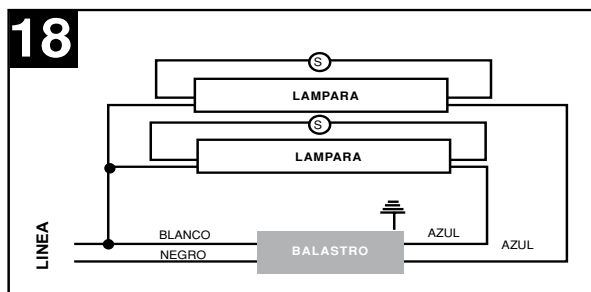 18
S
LAMPARA
S
LAMPARA
LINEA
BLANCO
NEGRO
BALASTRO
AZUL
AZUL